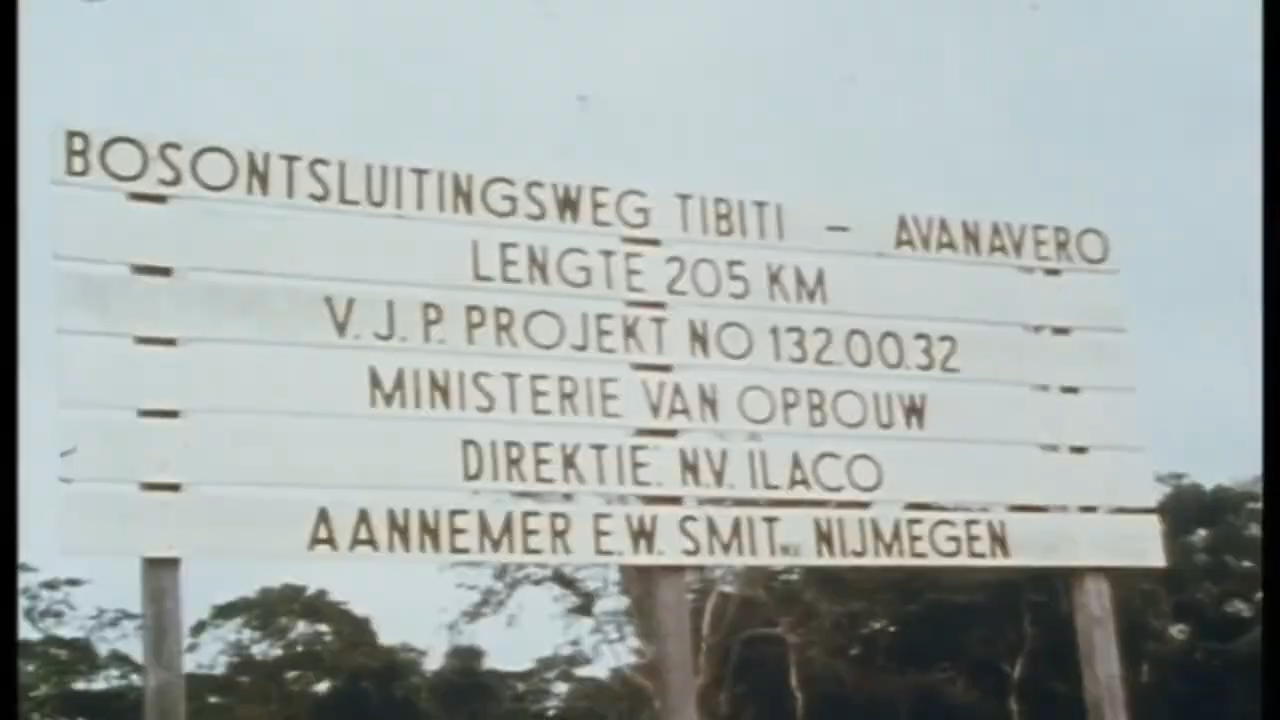 BOSONTSLUITINGSWEG TIBITI - AVANAVERO
LENGTE 205 KM
V.J.P. PROJEKT NO 132.00.32
MINISTERIE VAN OPBOUW
DIREKTIE: N.V. ILACO
AANNEMER E.W. SMIT NIJMEGEN